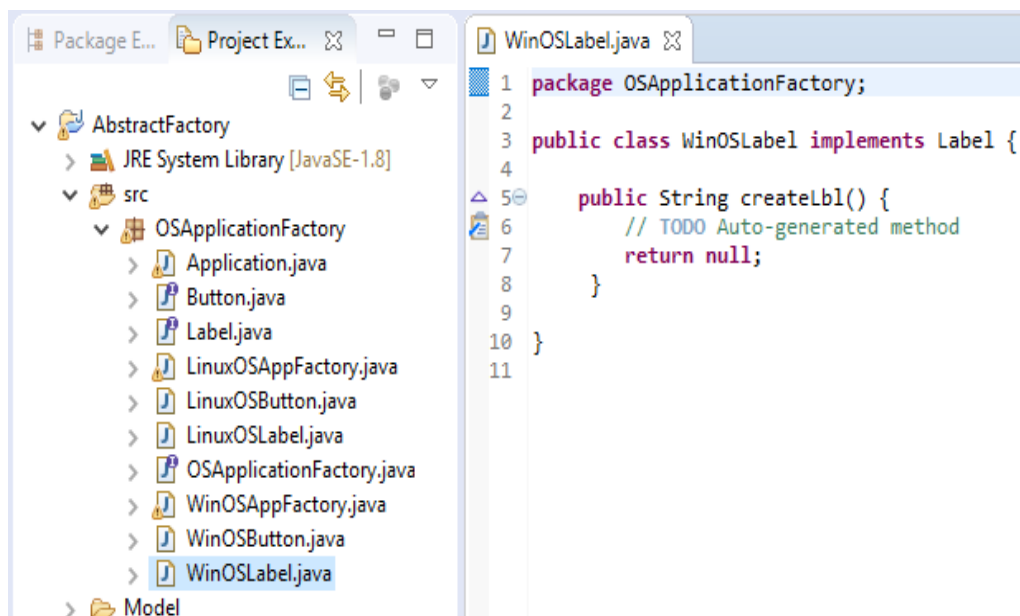 Package E... Project Ex...
AbstractFactory
JRE System Library [JavaSE-1.8]
src
OSApplicationFactory
Application.java
Button.java
Label.java
LinuxOSAppFactory.java
LinuxOSButton.java
LinuxOSLabel.java
OSApplicationFactory.java
WinOSAppFactory.java
WinOSButton.java
WinOSLabel.java
Model
WinOSLabel.java
1 package OSApplicationFactory;
2
3 public class WinOSLabel implements Label {
4
5 public String createLbl() {
6 // TODO Auto-generated method
7 return null;
8 }
9
10 }
11